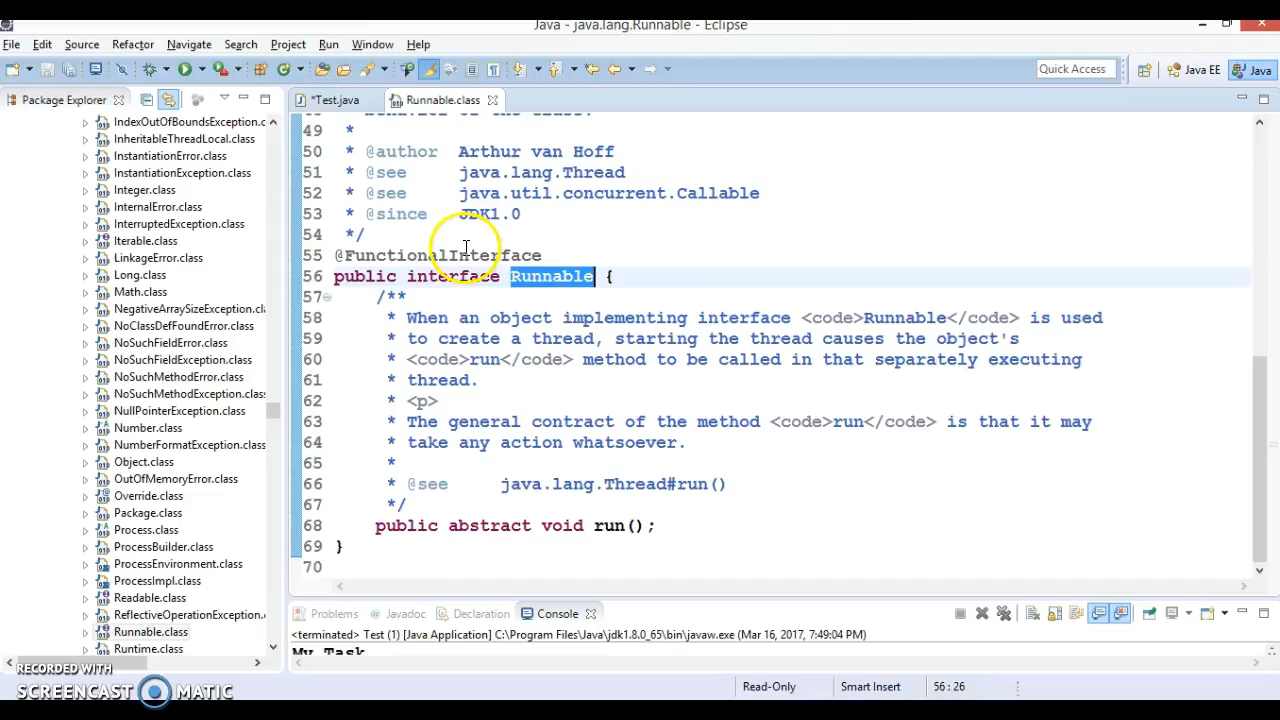 Java - java.lang.Runnable - Eclipse
File Edit Source Refactor Navigate Search Project Run Window Help
Quick Access
Java EE
Java
Package Explorer
*Test.java
Runnable.class
IndexOutOfBoundsException.c
InheritableThreadLocal.class
InstantiationError.class
InstantiationException.class
Integer.class
InternalError.class
InterruptedException.class
Iterable.class
LinkageError.class
Long.class
Math.class
NegativeArraySizeException.class
NoClassDefFoundError.class
NoSuchFieldError.class
NoSuchFieldException.class
NoSuchMethodError.class
NoSuchMethodException.class
NullPointerException.class
Number.class
NumberFormatException.class
Object.class
OutOfMemoryError.class
Override.class
Package.class
Process.class
ProcessBuilder.class
ProcessEnvironment.class
ProcessImpl.class
Readable.class
ReflectiveOperationException.
Runnable.class
Runtime.class
49 *
50 * @author Arthur van Hoff
51 * @see java.lang.Thread
52 * @see java.util.concurrent.Callable
53 * @since JDK1.0
54 */
55 @FunctionalInterface
56 public interface Runnable {
57 /**
58 * When an object implementing interface <code>Runnable</code> is used
59 * to create a thread, starting the thread causes the object's
60 * <code>run</code> method to be called in that separately executing
61 * thread.
62 * <p>
63 * The general contract of the method <code>run</code> is that it may
64 * take any action whatsoever.
65 *
66 * @see java.lang.Thread#run()
67 */
68 public abstract void run();
69 }
70
Problems Javadoc Declaration Console
<terminated> Test (1) [Java Application] C:\Program Files\Java\jdk1.8.0_65\bin\javaw.exe (Mar 16, 2017, 7:49:04 PM)
My Task
Read-Only Smart Insert 56 : 26
RECORDED WITH
SCREENCAST MATIC